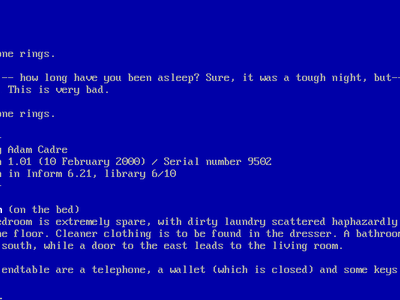 one rings.
-- how long have you been asleep? Sure, it was a tough night, but--
This is very bad.
one rings.
Adam Cadre
1.01 (10 February 2000) / Serial number 9502
in Inform 6.21, library 6/10
(on the bed)
edroom is extremely spare, with dirty laundry scattered haphazardly
e floor. Cleaner clothing is to be found in the dresser. A bathroom
south, while a door to the east leads to the living room.
endtable are a telephone, a wallet (which is closed) and some keys